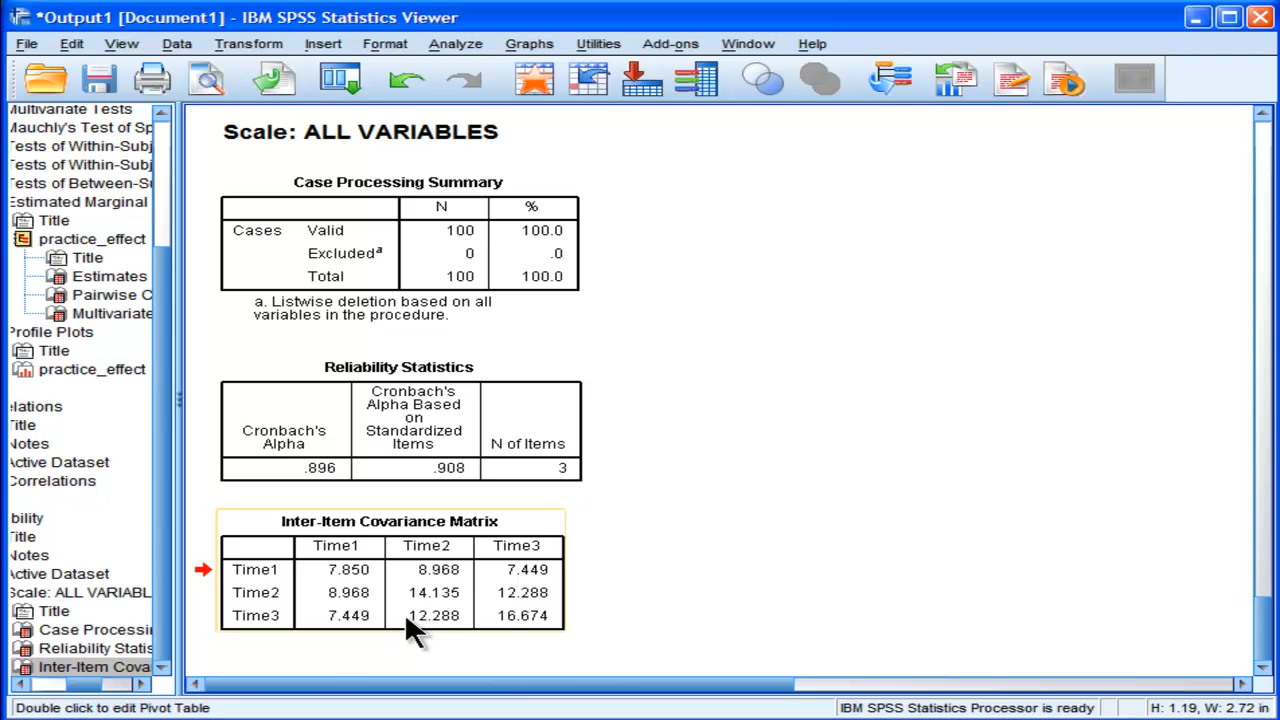 *Output1 [Document1] - IBM SPSS Statistics Viewer
File Edit View Data Transform Insert Format Analyze Graphs Utilities Add-ons Window Help
Multivariate Tests
Mauchly's Test of Sp
Tests of Within-Subj
Tests of Within-Subj
Tests of Between-Su
Estimated Marginal
Title
practice_effect
Title
Estimates
Pairwise C
Multivariate
Profile Plots
Title
practice_effect
elations
Title
Notes
Active Dataset
Correlations
bility
Title
Notes
Active Dataset
Scale: ALL VARIABL
Title
Case Processin
Reliability Statis
Inter-Item Cova
Scale: ALL VARIABLES
Case Processing Summary
N %
Cases Valid 100 100.0
Excludedª 0 .0
Total 100 100.0
a. Listwise deletion based on all
variables in the procedure.
Reliability Statistics
Cronbach's
Alpha
Cronbach's
Alpha Based
on
Standardized
Items
N of Items
.896 .908 3
Inter-Item Covariance Matrix
Time1 Time2 Time3
Time1 7.850 8.968 7.449
Time2 8.968 14.135 12.288
Time3 7.449 12.288 16.674
Double click to edit Pivot Table IBM SPSS Statistics Processor is ready H: 1.19, W: 2.72 in